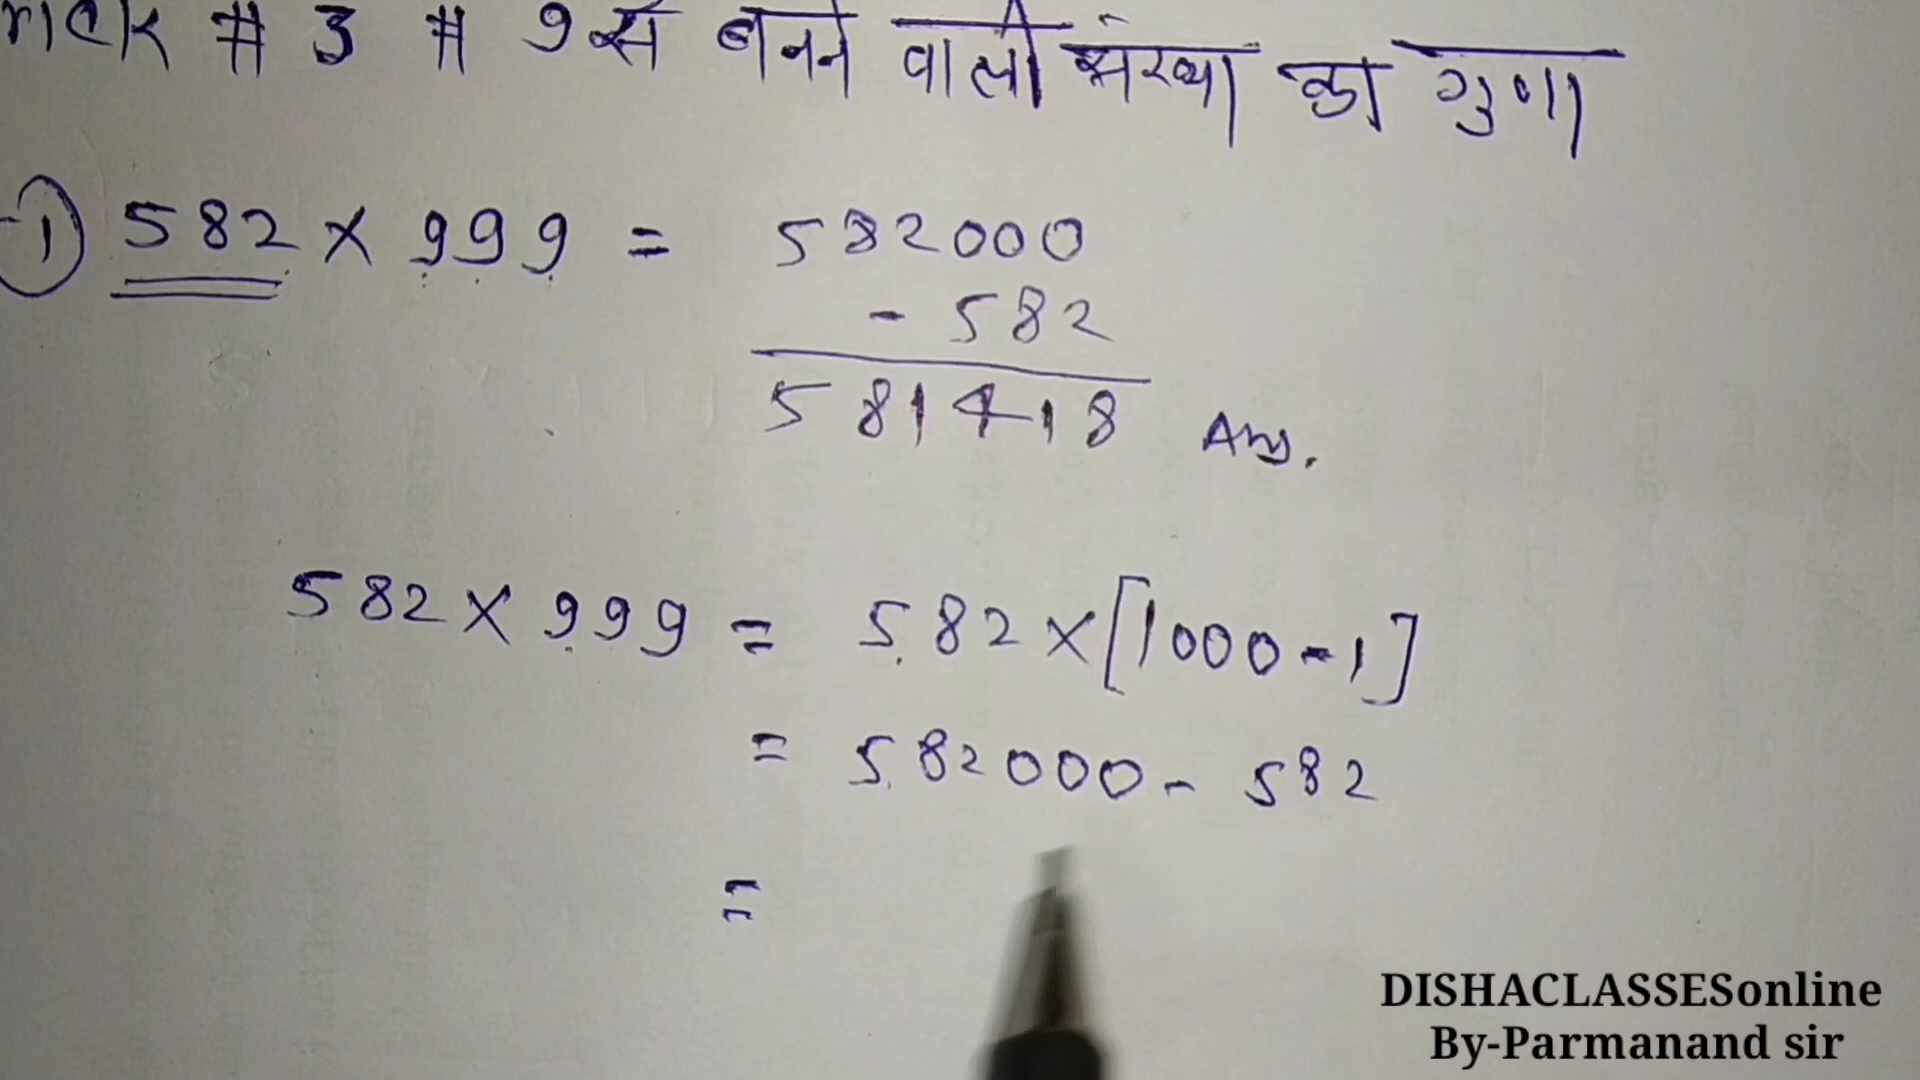 # 3 # 9 से बनने वाली संख्या का गुणा
1 582 × 999 = 582000
- 582
581418 Ans.
582 × 999 = 582 × [1000 - 1]
= 582000 - 582
=
DISHACLASSESonline
By-Parmanand sir